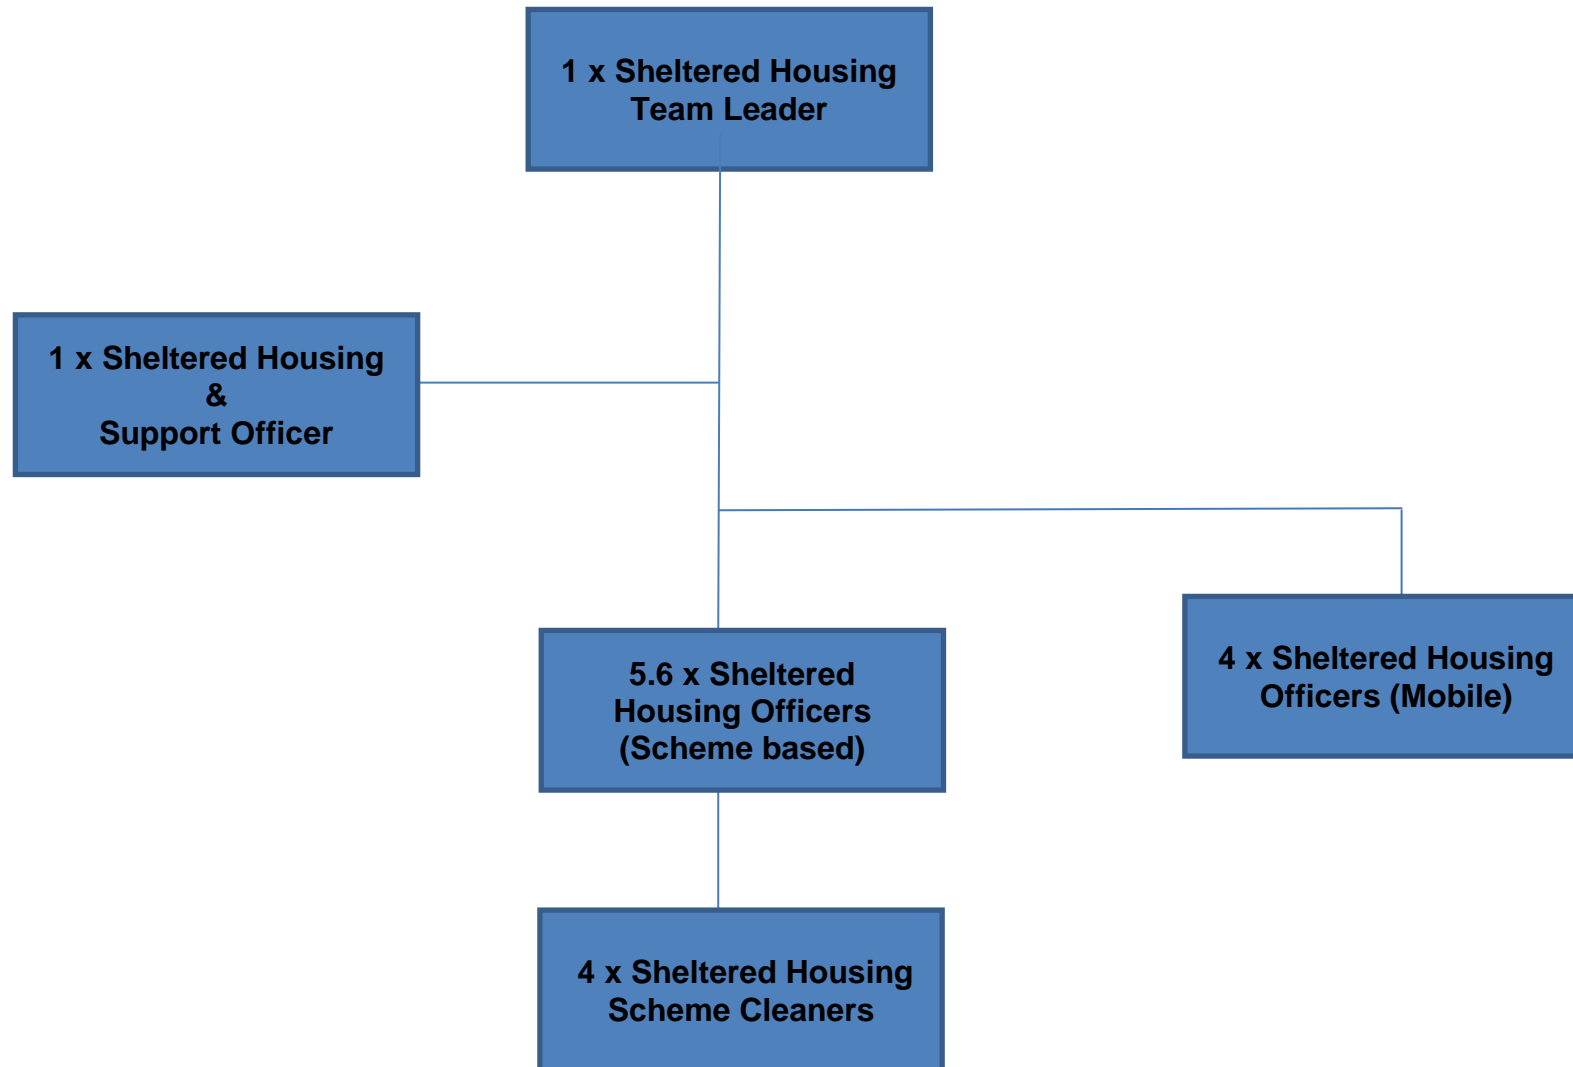 1 x Sheltered Housing
Team Leader
1 x Sheltered Housing
&
Support Officer
5.6 x Sheltered
Housing Officers
(Scheme based)
4 x Sheltered Housing
Officers (Mobile)
4 x Sheltered Housing
Scheme Cleaners